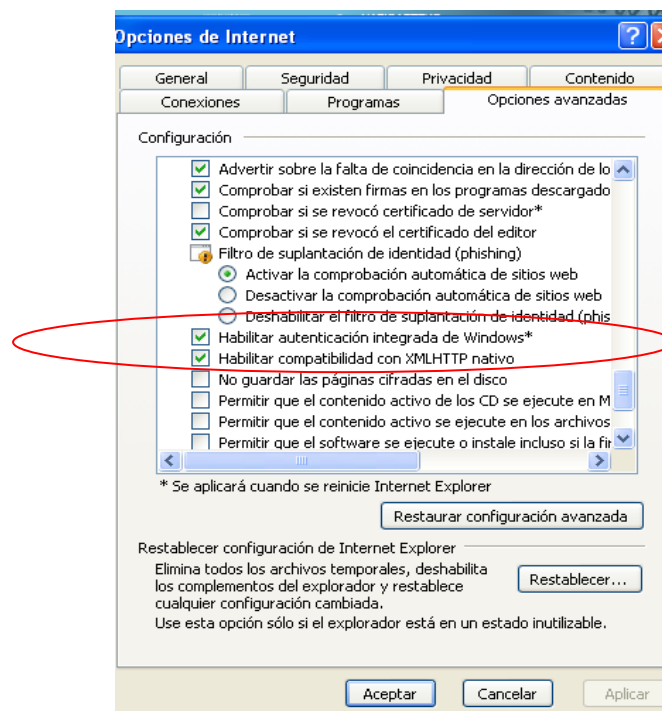 Opciones de Internet
General Seguridad Privacidad Contenido
Conexiones Programas Opciones avanzadas
Configuración
Advertir sobre la falta de coincidencia en la dirección de lo
Comprobar si existen firmas en los programas descargado
Comprobar si se revocó certificado de servidor*
Comprobar si se revocó el certificado del editor
Filtro de suplantación de identidad (phishing)
Activar la comprobación automática de sitios web
Desactivar la comprobación automática de sitios web
Deshabilitar el filtro de suplantación de identidad (phis
Habilitar autenticación integrada de Windows*
Habilitar compatibilidad con XMLHTTP nativo
No guardar las páginas cifradas en el disco
Permitir que el contenido activo de los CD se ejecute en M
Permitir que el contenido activo se ejecute en los archivos
Permitir que el software se ejecute o instale incluso si la fir
* Se aplicará cuando se reinicie Internet Explorer
Restaurar configuración avanzada
Restablecer configuración de Internet Explorer
Elimina todos los archivos temporales, deshabilita
los complementos del explorador y restablece
cualquier configuración cambiada.
Restablecer...
Use esta opción sólo si el explorador está en un estado inutilizable.
Aceptar Cancelar Aplicar